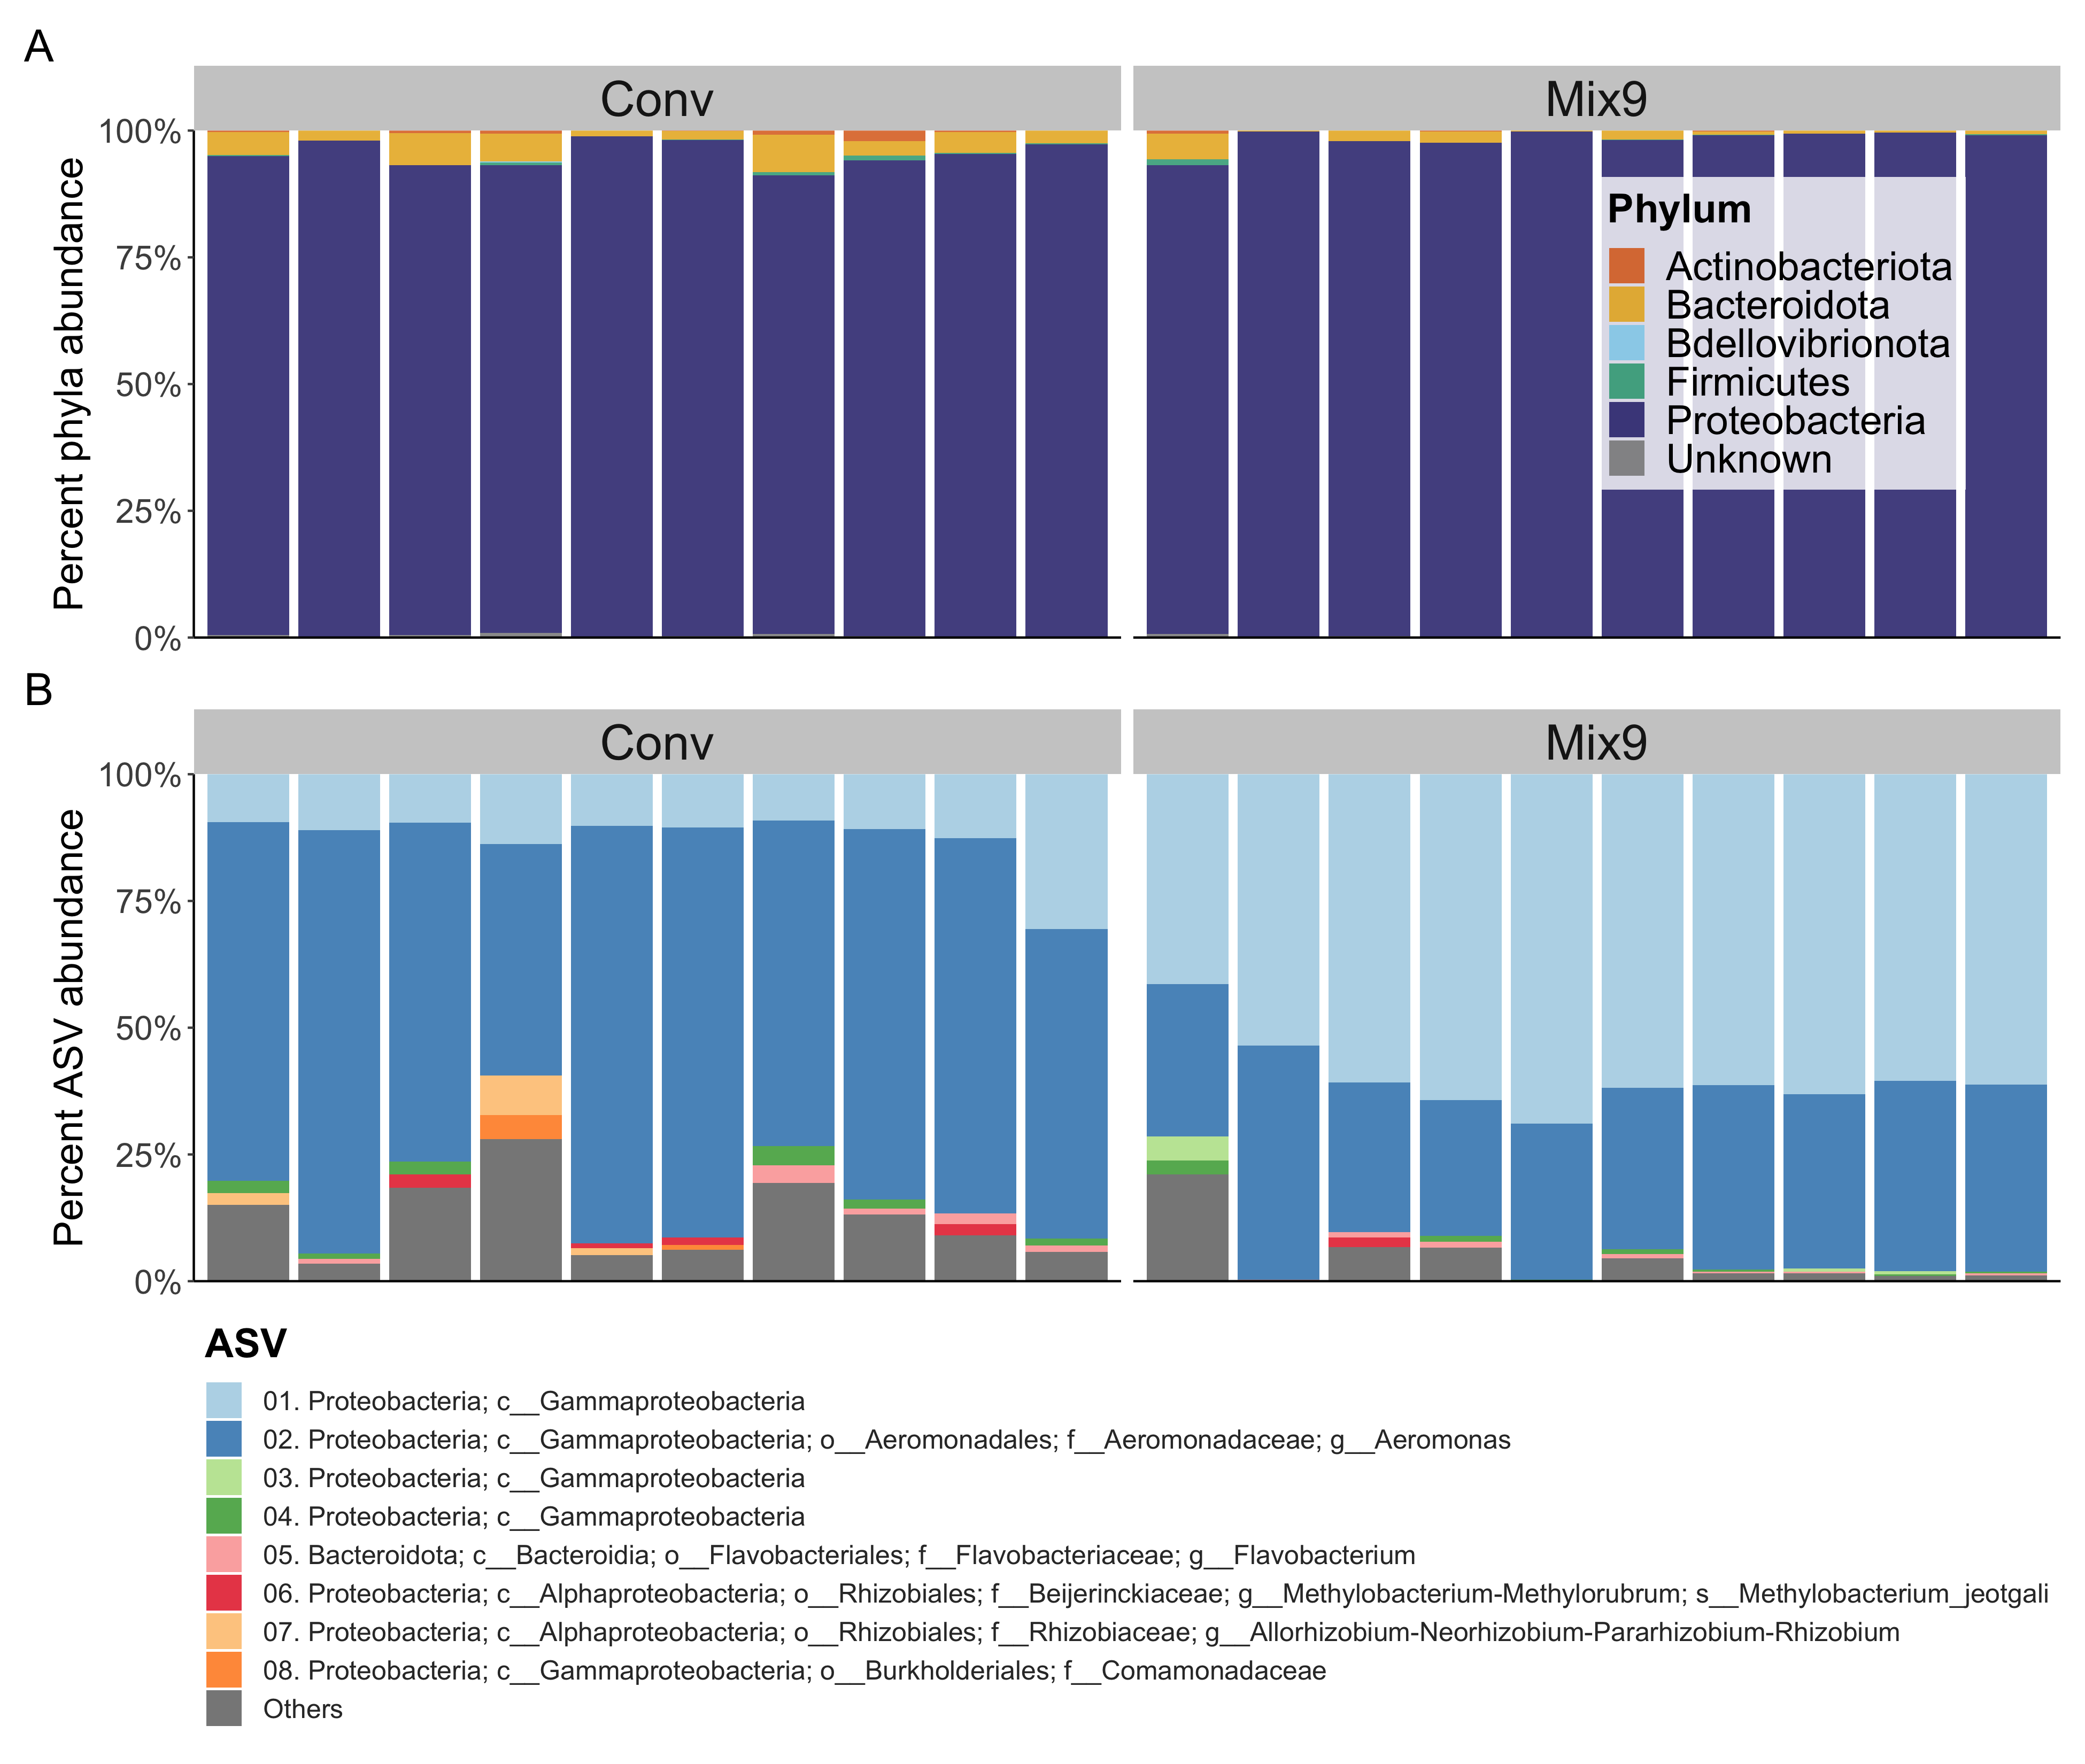 A
Conv
Mix9
Percent phyla abundance
100%
75%
50%
25%
0%
Phylum
Actinobacteriota
Bacteroidota
Bdellovibrionota
Firmicutes
Proteobacteria
Unknown
B
Conv
Mix9
Percent ASV abundance
100%
75%
50%
25%
0%
ASV
01. Proteobacteria; c__Gammaproteobacteria
02. Proteobacteria; c__Gammaproteobacteria; o__Aeromonadales; f__Aeromonadaceae; g__Aeromonas
03. Proteobacteria; c__Gammaproteobacteria
04. Proteobacteria; c__Gammaproteobacteria
05. Bacteroidota; c__Bacteroidia; o__Flavobacteriales; f__Flavobacteriaceae; g__Flavobacterium
06. Proteobacteria; c__Alphaproteobacteria; o__Rhizobiales; f__Beijerinckiaceae; g__Methylobacterium-Methylorubrum; s__Methylobacterium_jeotgali
07. Proteobacteria; c__Alphaproteobacteria; o__Rhizobiales; f__Rhizobiaceae; g__Allorhizobium-Neorhizobium-Pararhizobium-Rhizobium
08. Proteobacteria; c__Gammaproteobacteria; o__Burkholderiales; f__Comamonadaceae
Others